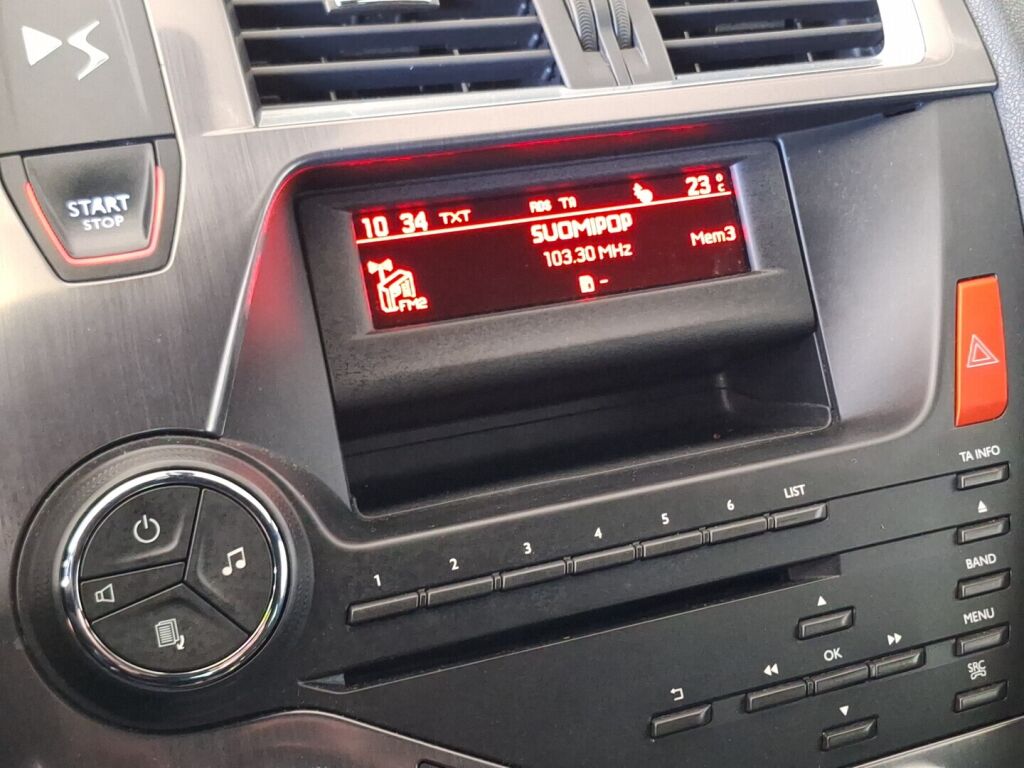 START
STOP
10 34 TXT RDS TA 23 °C
SUOMIPOP
103.30 MHz
Mem3
FM2
-
TA INFO
1 2 3 4 5 6 LIST
BAND
MENU
OK
SRC